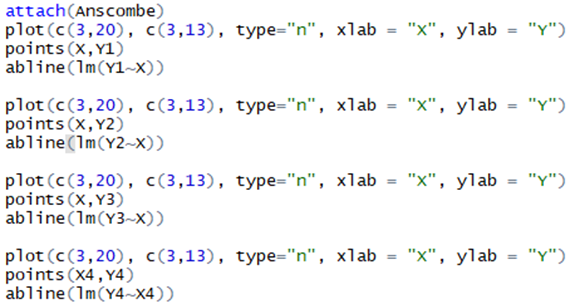 attach(Anscombe)
plot(c(3,20), c(3,13), type="n", xlab = "X", ylab = "Y")
points(X,Y1)
abline(lm(Y1~X))
plot(c(3,20), c(3,13), type="n", xlab = "X", ylab = "Y")
points(X,Y2)
abline(lm(Y2~X))
plot(c(3,20), c(3,13), type="n", xlab = "X", ylab = "Y")
points(X,Y3)
abline(lm(Y3~X))
plot(c(3,20), c(3,13), type="n", xlab = "X", ylab = "Y")
points(X4,Y4)
abline(lm(Y4~X4))